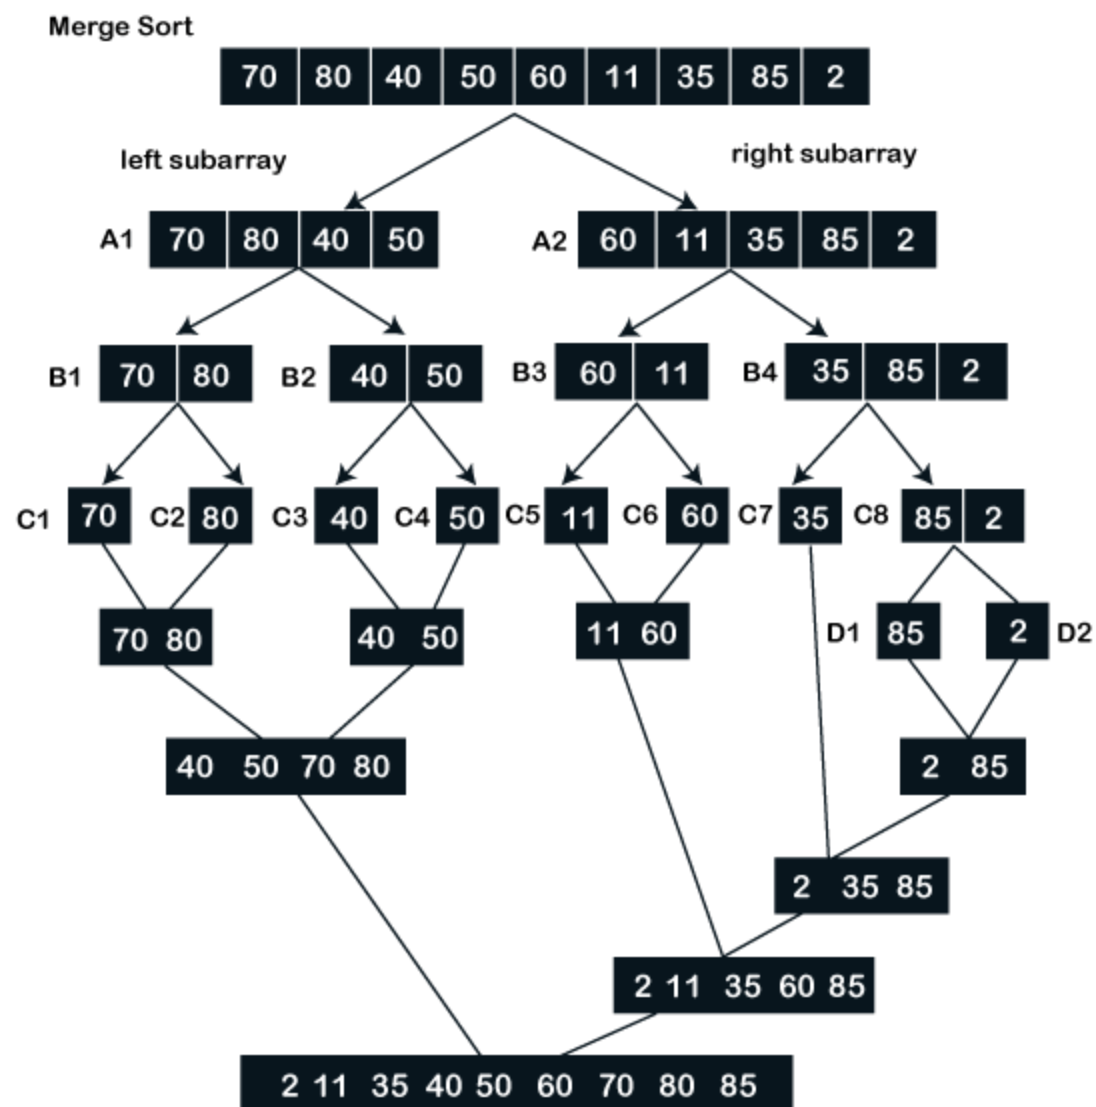 Merge Sort
70 80 40 50 60 11 35 85 2
left subarray
right subarray
A1 70 80 40 50
A2 60 11 35 85 2
B1 70 80
B2 40 50
B3 60 11
B4 35 85 2
C1 70
C2 80
C3 40
C4 50
C5 11
C6 60
C7 35
C8 85 2
70 80
40 50
11 60
D1 85
2 D2
40 50 70 80
2 85
2 35 85
2 11 35 60 85
2 11 35 40 50 60 70 80 85